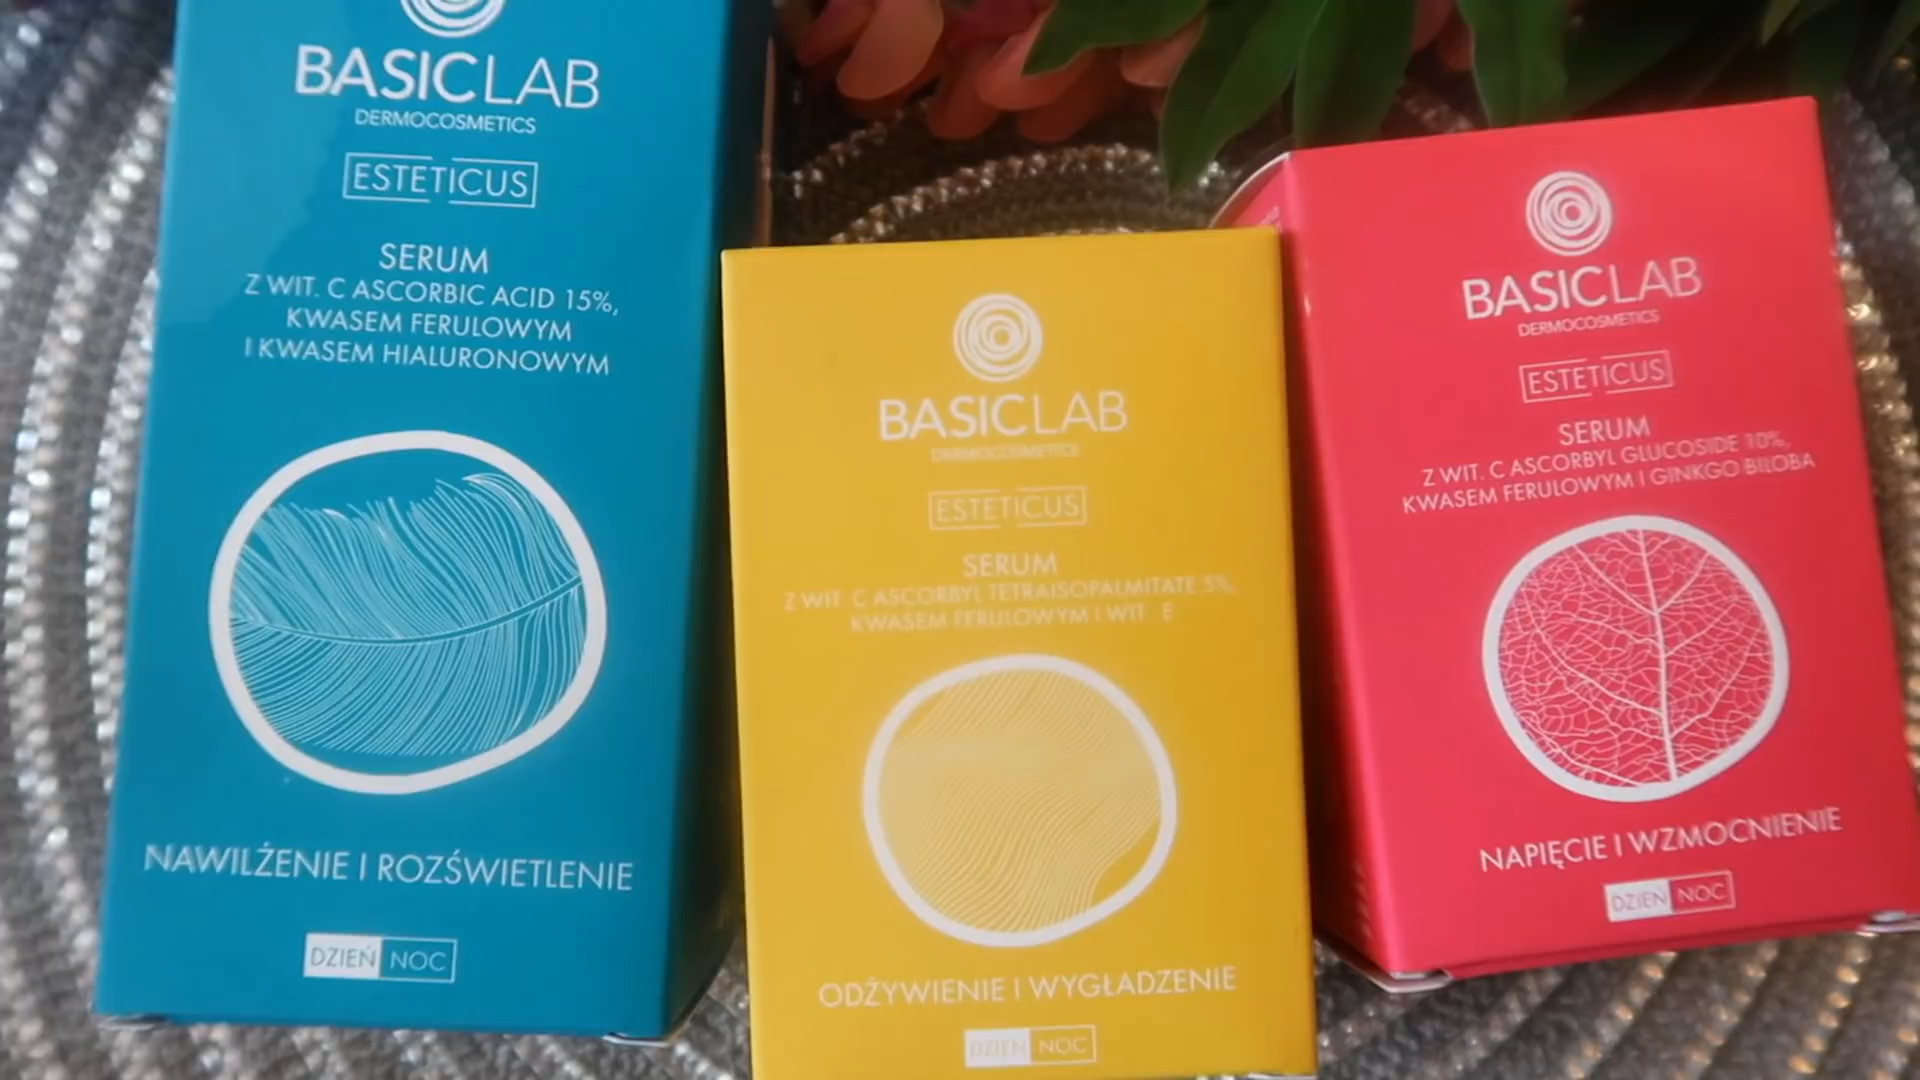 BASICLAB
DERMOCOSMETICS
ESTETICUS
SERUM
Z WIT. C ASCORBIC ACID 15%,
KWASEM FERULOWYM
I KWASEM HIALURONOWYM
NAWILŻENIE I ROZŚWIETLENIE
DZIEŃ NOC
BASICLAB
DERMOCOSMETICS
ESTETICUS
SERUM
Z WIT. C ASCORBYL TETRAISOPALMITATE 5%,
KWASEM FERULOWYM I WIT. E
ODŻYWIENIE I WYGŁADZENIE
DZIEŃ NOC
BASICLAB
DERMOCOSMETICS
ESTETICUS
SERUM
Z WIT. C ASCORBYL GLUCOSIDE 10%,
KWASEM FERULOWYM I GINKGO BILOBA
NAPIĘCIE I WZMOCNIENIE
DZIEŃ NOC